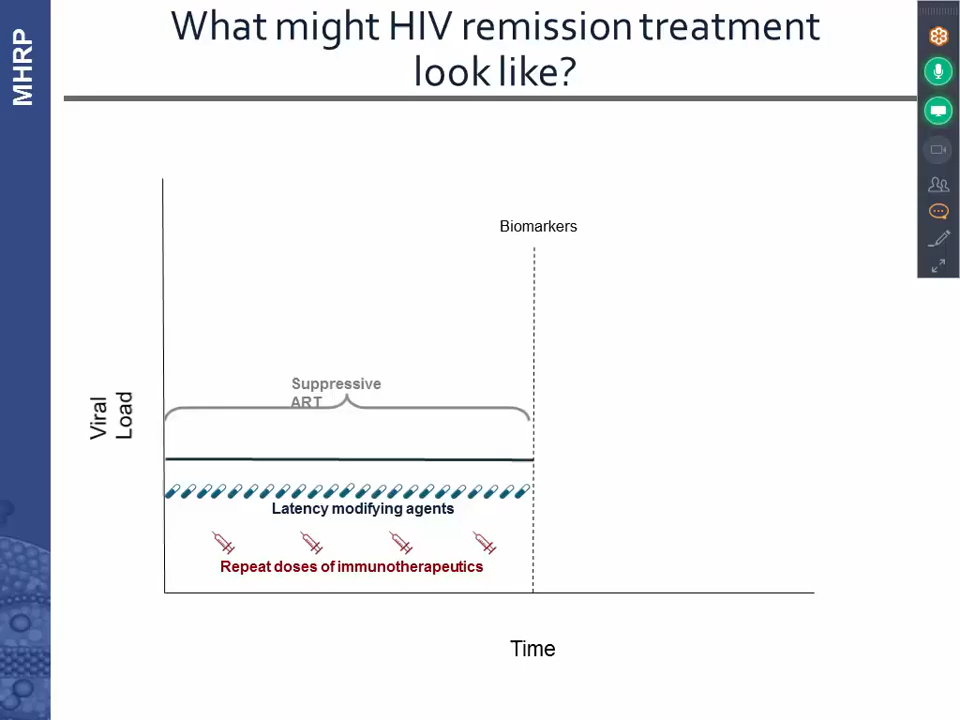 MHRP
What might HIV remission treatment
look like?
Biomarkers
Suppressive
ART
Viral
Load
Latency modifying agents
Repeat doses of immunotherapeutics
Time